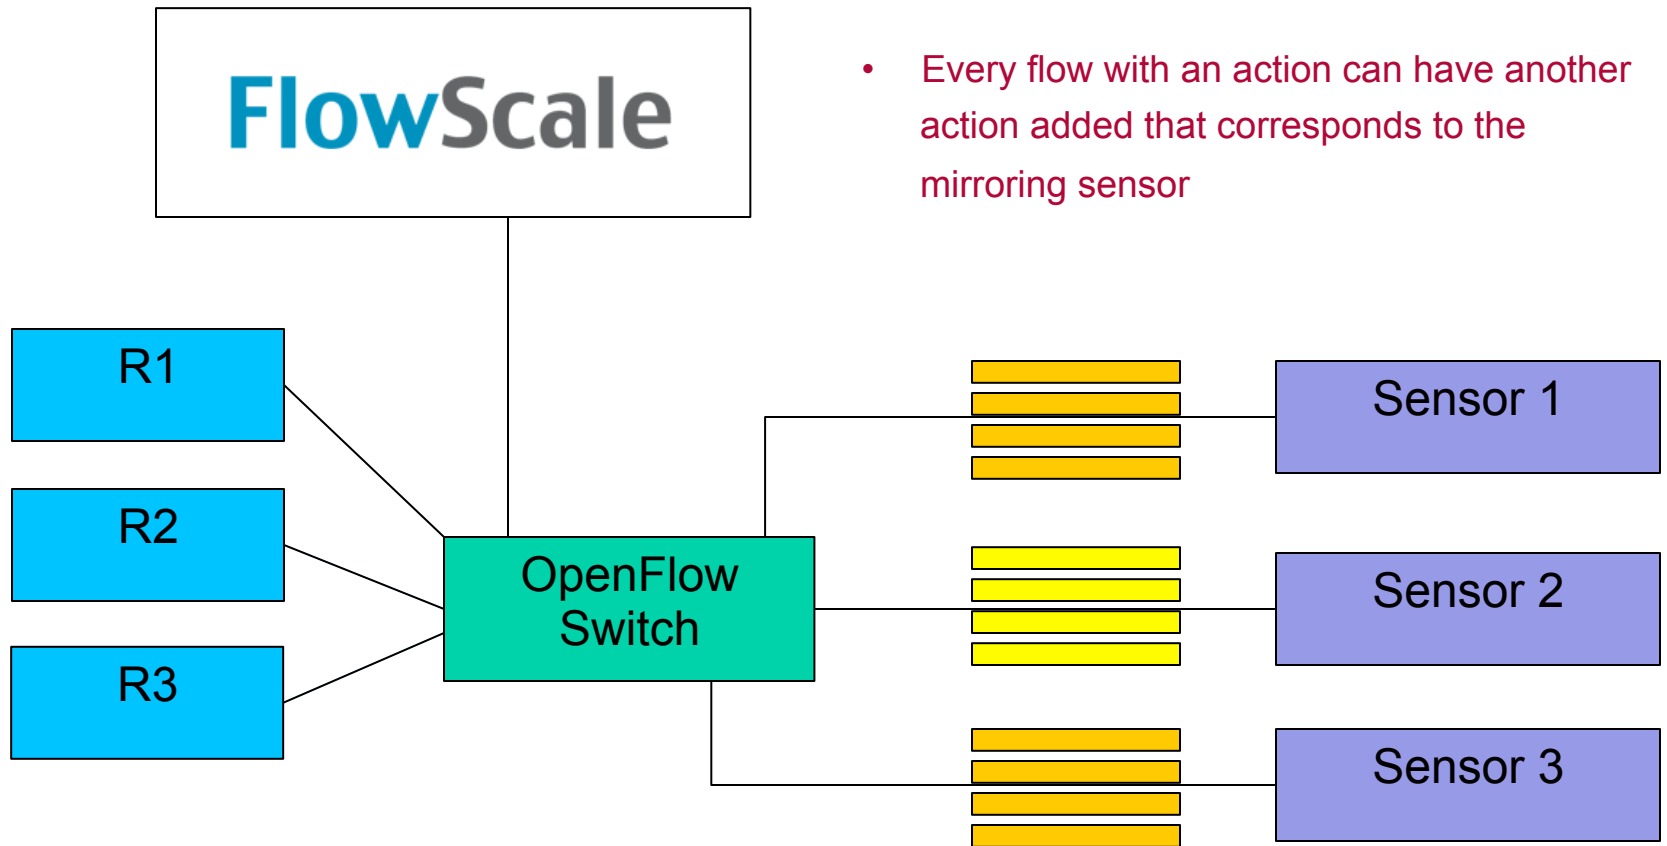 FlowScale
• Every flow with an action can have another
action added that corresponds to the
mirroring sensor
R1
R2
R3
OpenFlow
Switch
Sensor 1
Sensor 2
Sensor 3